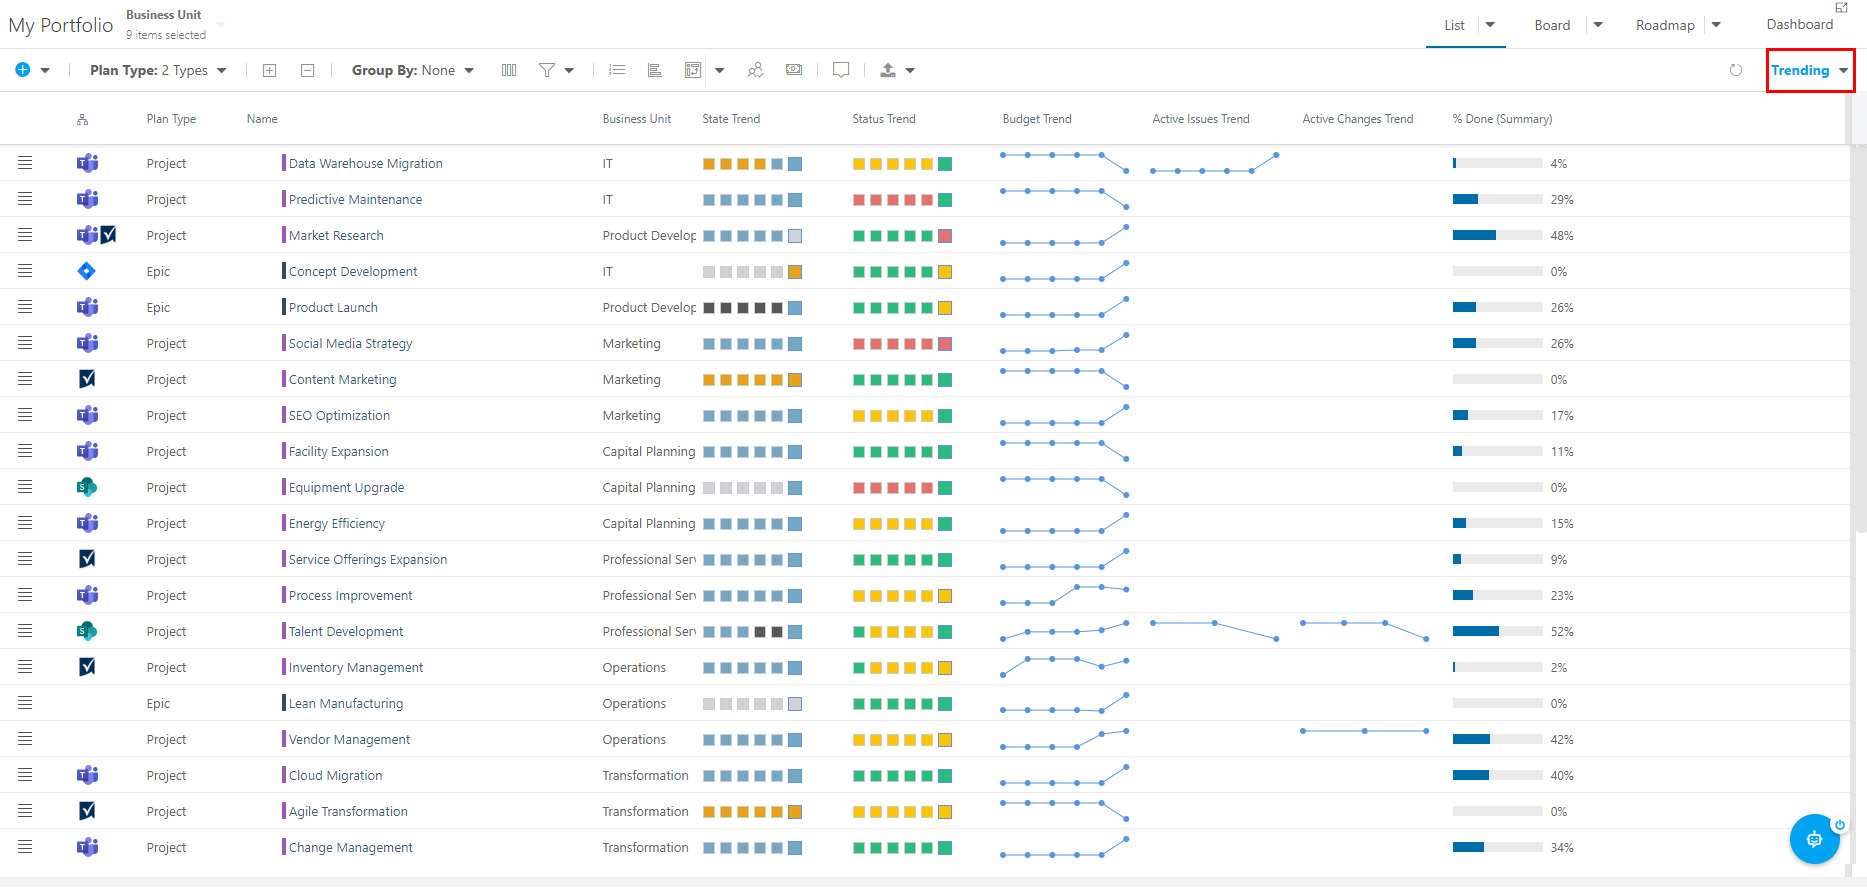 My Portfolio
Business Unit
9 items selected
List
Board
Roadmap
Dashboard
Plan Type: 2 Types
Group By: None
Trending
Plan Type Name Business Unit State Trend Status Trend Budget Trend Active Issues Trend Active Changes Trend % Done (Summary)
Project Data Warehouse Migration IT 4%
Project Predictive Maintenance IT 29%
Project Market Research Product Develop 48%
Epic Concept Development IT 0%
Epic Product Launch Product Develop 26%
Project Social Media Strategy Marketing 26%
Project Content Marketing Marketing 0%
Project SEO Optimization Marketing 17%
Project Facility Expansion Capital Planning 11%
Project Equipment Upgrade Capital Planning 0%
Project Energy Efficiency Capital Planning 15%
Project Service Offerings Expansion Professional Serv 9%
Project Process Improvement Professional Serv 23%
Project Talent Development Professional Serv 52%
Project Inventory Management Operations 2%
Epic Lean Manufacturing Operations 0%
Project Vendor Management Operations 42%
Project Cloud Migration Transformation 40%
Project Agile Transformation Transformation 0%
Project Change Management Transformation 34%